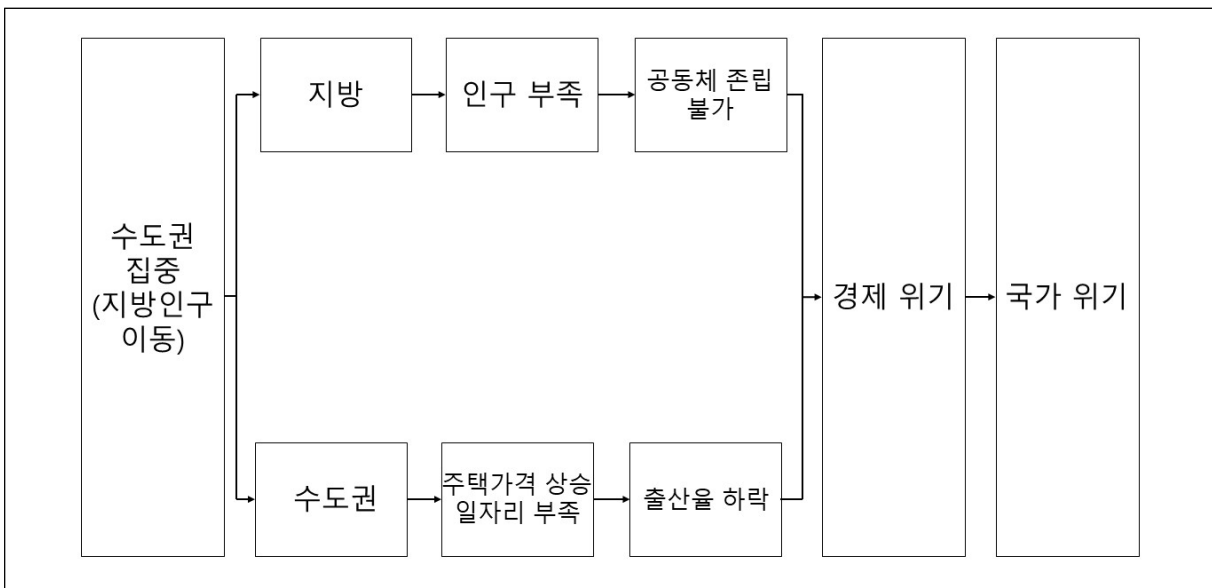 수도권
집중
(지방인구
이동)
지방
인구 부족
공동체 존립
불가
수도권
주택가격 상승
일자리 부족
출산율 하락
경제 위기
국가 위기